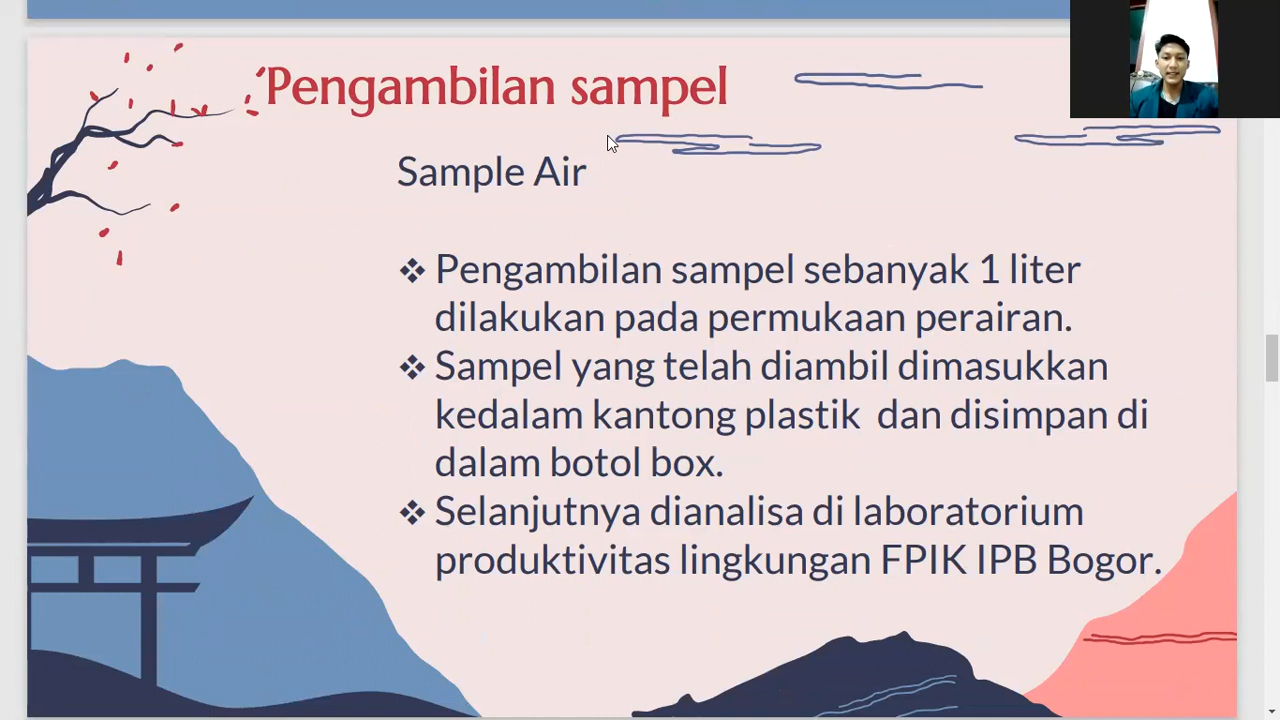 Pengambilan sampel
Sample Air
❖ Pengambilan sampel sebanyak 1 liter
dilakukan pada permukaan perairan.
❖ Sampel yang telah diambil dimasukkan
kedalam kantong plastik dan disimpan di
dalam botol box.
❖ Selanjutnya dianalisa di laboratorium
produktivitas lingkungan FPIK IPB Bogor.